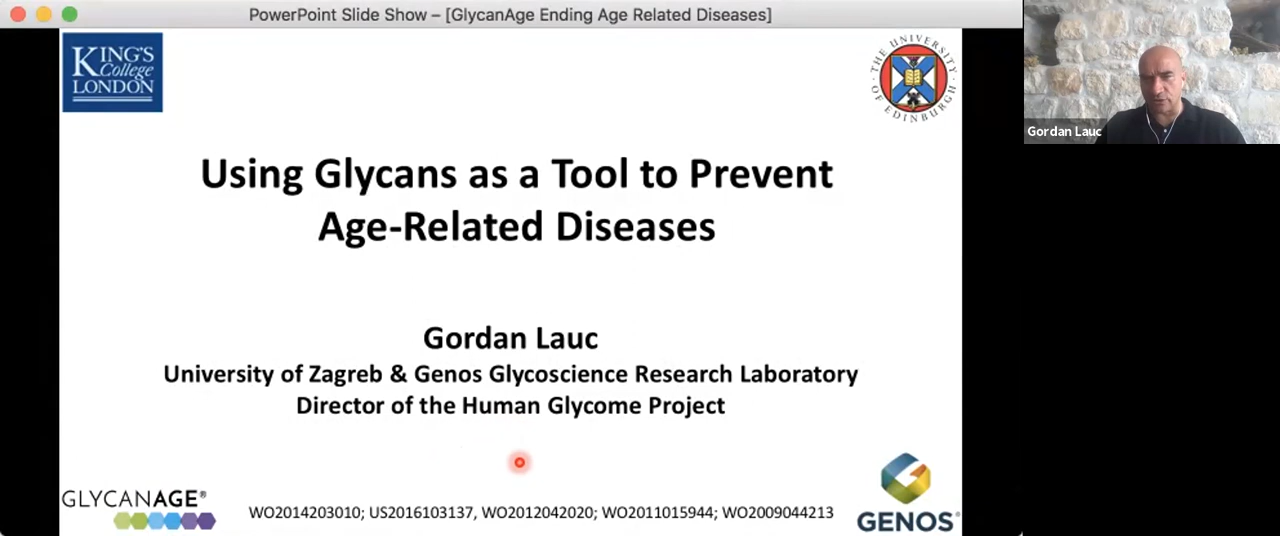 PowerPoint Slide Show – [GlycanAge Ending Age Related Diseases]
KING'S
College
LONDON
THE UNIVERSITY
OF EDINBURGH
Gordan Lauc
Using Glycans as a Tool to Prevent
Age-Related Diseases
Gordan Lauc
University of Zagreb & Genos Glycoscience Research Laboratory
Director of the Human Glycome Project
GLYCANAGE®
WO2014203010; US2016103137, WO2012042020; WO2011015944; WO2009044213
GENOS®